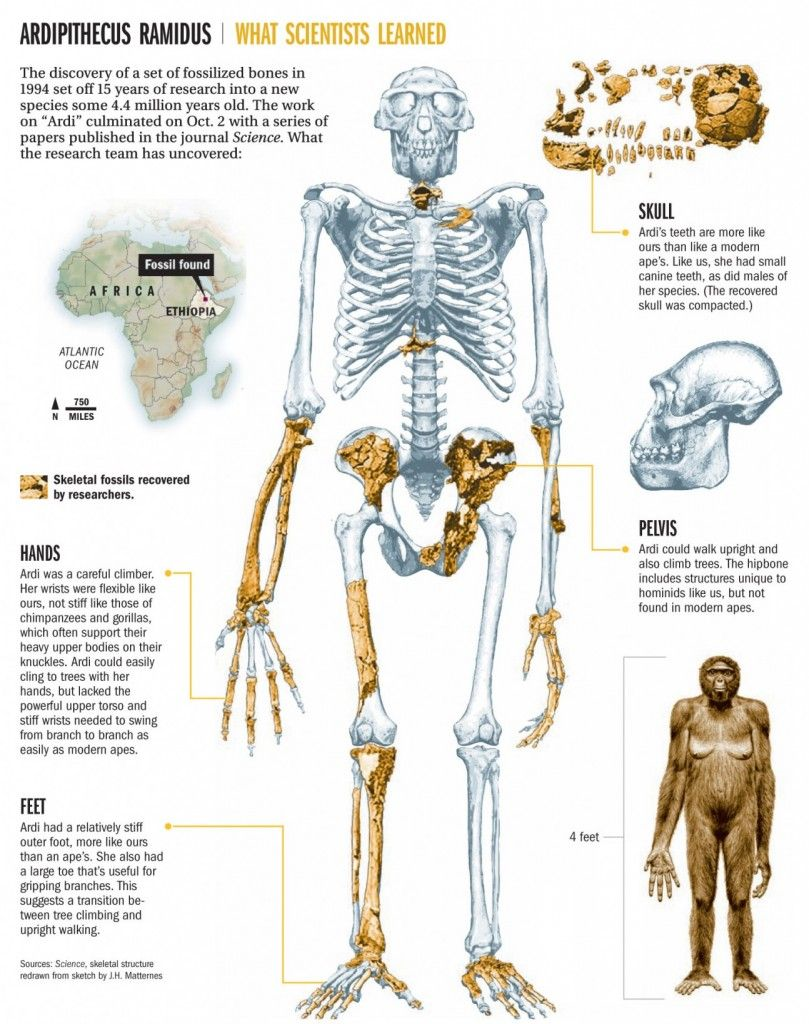 ARDIPITHECUS RAMIDUS | WHAT SCIENTISTS LEARNED
The discovery of a set of fossilized bones in
1994 set off 15 years of research into a new
species some 4.4 million years old. The work
on “Ardi” culminated on Oct. 2 with a series of
papers published in the journal Science. What
the research team has uncovered:
Fossil found
AFRICA
ETHIOPIA
ATLANTIC
OCEAN
N
750
MILES
Skeletal fossils recovered
by researchers.
HANDS
Ardi was a careful climber.
Her wrists were flexible like
ours, not stiff like those of
chimpanzees and gorillas,
which often support their
heavy upper bodies on their
knuckles. Ardi could easily
cling to trees with her
hands, but lacked the
powerful upper torso and
stiff wrists needed to swing
from branch to branch as
easily as modern apes.
FEET
Ardi had a relatively stiff
outer foot, more like ours
than an ape's. She also had
a large toe that's useful for
gripping branches. This
suggests a transition be-
tween tree climbing and
upright walking.
Sources: Science, skeletal structure
redrawn from sketch by J.H. Matternes
SKULL
Ardi's teeth are more like
ours than like a modern
ape's. Like us, she had small
canine teeth, as did males of
her species. (The recovered
skull was compacted.)
PELVIS
Ardi could walk upright and
also climb trees. The hipbone
includes structures unique to
hominids like us, but not
found in modern apes.
4 feet